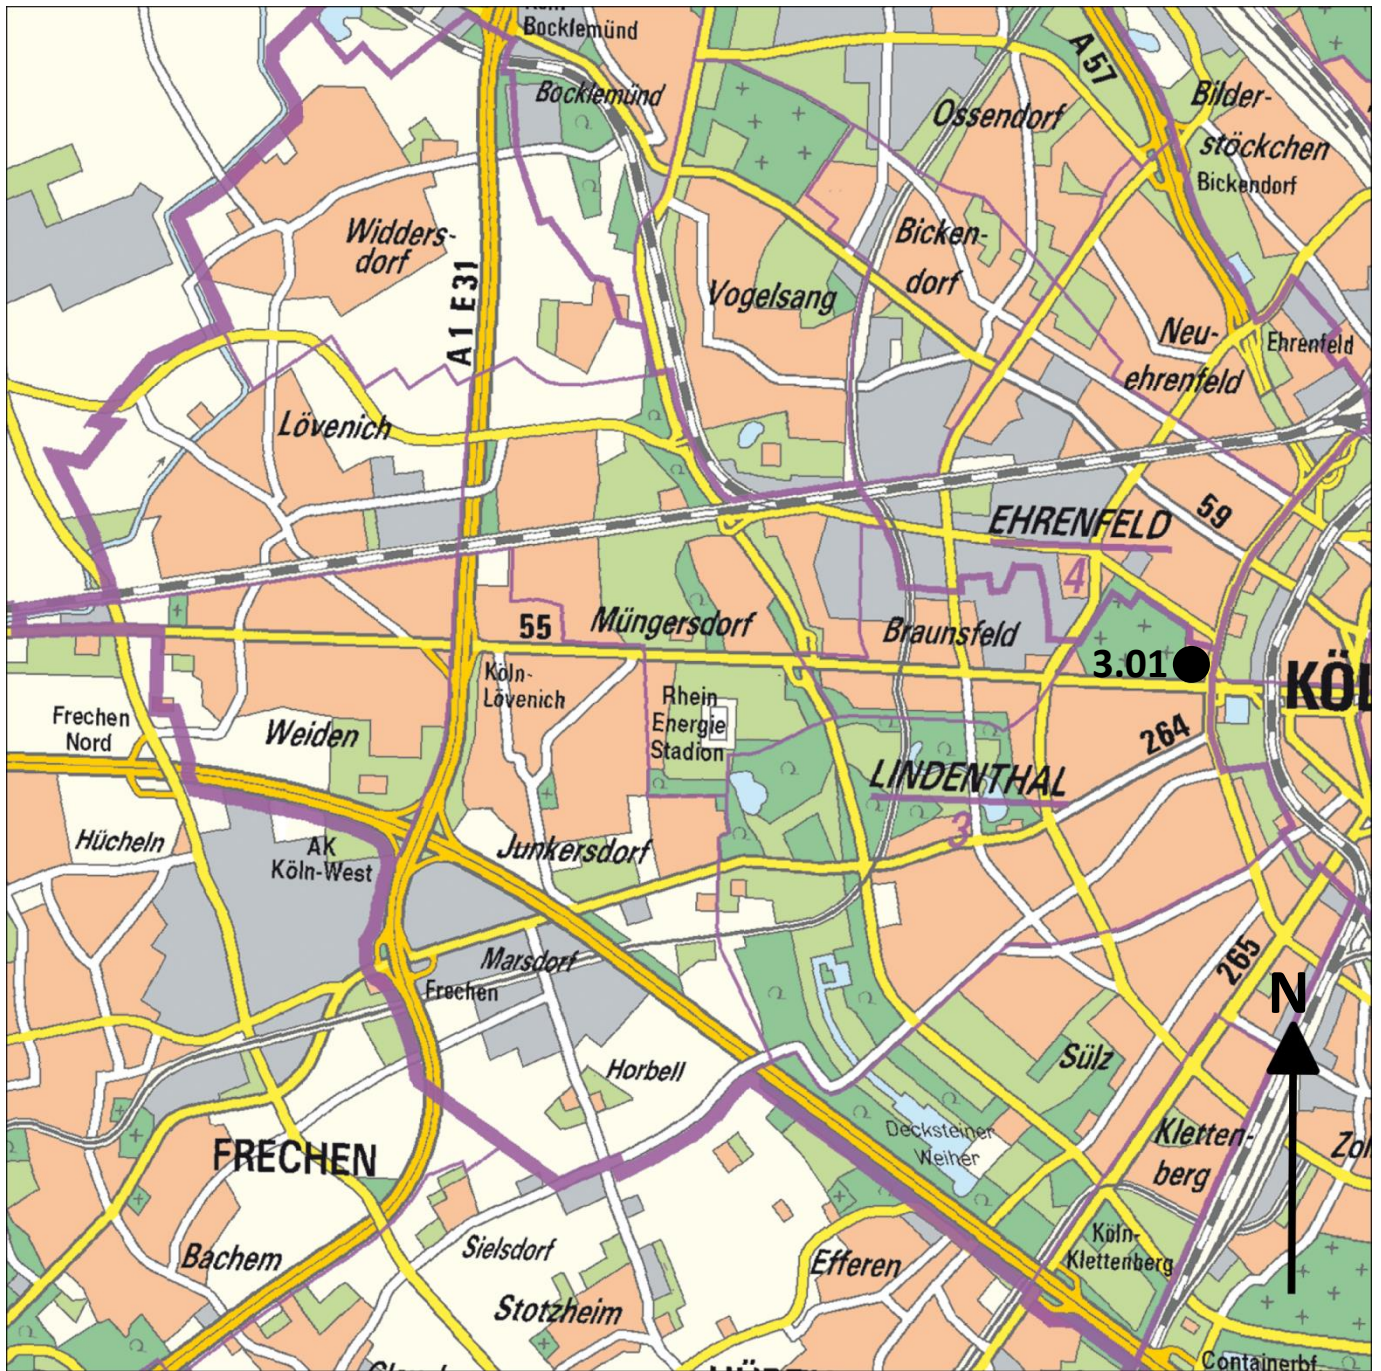 Bocklemünd
Bocklemünd
A 57
Bilder-
stöckchen
Bickendorf
Ossendorf
Widders-
dorf
Bicken-
dorf
Vogelsang
A 1 E 31
Neu-
ehrenfeld
Ehrenfeld
Lövenich
59
EHRENFELD
4
55
Müngersdorf
Braunsfeld
3.01
KÖL
Köln-
Lövenich
Rhein
Energie
Stadion
Frechen
Nord
Weiden
264
LINDENTHAL
3
Hücheln
AK
Köln-West
Junkersdorf
Marsdorf
Frechen
265
N
Horbell
Sülz
Decksteiner
Weiher
Kletten-
berg
Zol
FRECHEN
Köln-
Klettenberg
Bachem
Sielsdorf
Efferen
Stotzheim
Containerbf